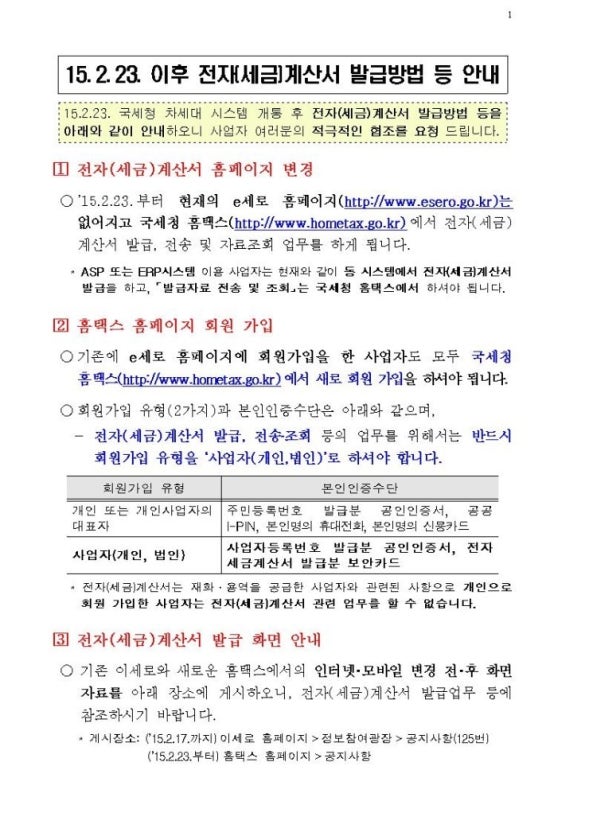 1
15. 2. 23. 이후 전자(세금)계산서 발급방법 등 안내
15.2.23. 국세청 차세대 시스템 개통 후 전자(세금)계산서 발급방법 등을
아래와 같이 안내하오니 사업자 여러분의 적극적인 협조를 요청 드립니다.
1 전자(세금)계산서 홈페이지 변경
○ '15.2.23.부터 현재의 e세로 홈페이지(http://www.esero.go.kr)는
없어지고 국세청 홈택스(http://www.hometax.go.kr) 에서 전자(세금)
계산서 발급, 전송 및 자료조회 업무를 하게 됩니다.
* ASP 또는 ERP시스템 이용 사업자는 현재와 같이 동 시스템에서 전자(세금)계산서
발급을 하고, 「발급자료 전송 및 조회」는 국세청 홈택스에서 하셔야 됩니다.
2 홈택스 홈페이지 회원 가입
○ 기존에 e세로 홈페이지에 회원가입을 한 사업자도 모두 국세청
홈택스(http://www.hometax.go.kr) 에서 새로 회원 가입을 하셔야 됩니다.
○ 회원가입 유형(2가지)과 본인인증수단은 아래와 같으며,
- 전자(세금)계산서 발급, 전송·조회 등의 업무를 위해서는 반드시
회원가입 유형을 '사업자(개인,법인)'로 하셔야 합니다.
회원가입 유형 본인인증수단
개인 또는 개인사업자의 주민등록번호 발급분 공인인증서, 공공
대표자 I-PIN, 본인명의 휴대전화, 본인명의 신용카드
사업자(개인, 법인) 사업자등록번호 발급분 공인인증서, 전자
세금계산서 발급분 보안카드
* 전자(세금)계산서는 재화·용역을 공급한 사업자와 관련된 사항으로 개인으로
회원 가입한 사업자는 전자(세금)계산서 관련 업무를 할 수 없습니다.
3 전자(세금)계산서 발급 화면 안내
○ 기존 이세로와 새로운 홈택스에서의 인터넷·모바일 변경 전·후 화면
자료를 아래 장소에 게시하오니, 전자(세금)계산서 발급업무 등에
참조하시기 바랍니다.
* 게시장소: ('15.2.17.까지) 이세로 홈페이지 > 정보참여광장 > 공지사항(125번)
('15.2.23.부터) 홈택스 홈페이지 > 공지사항